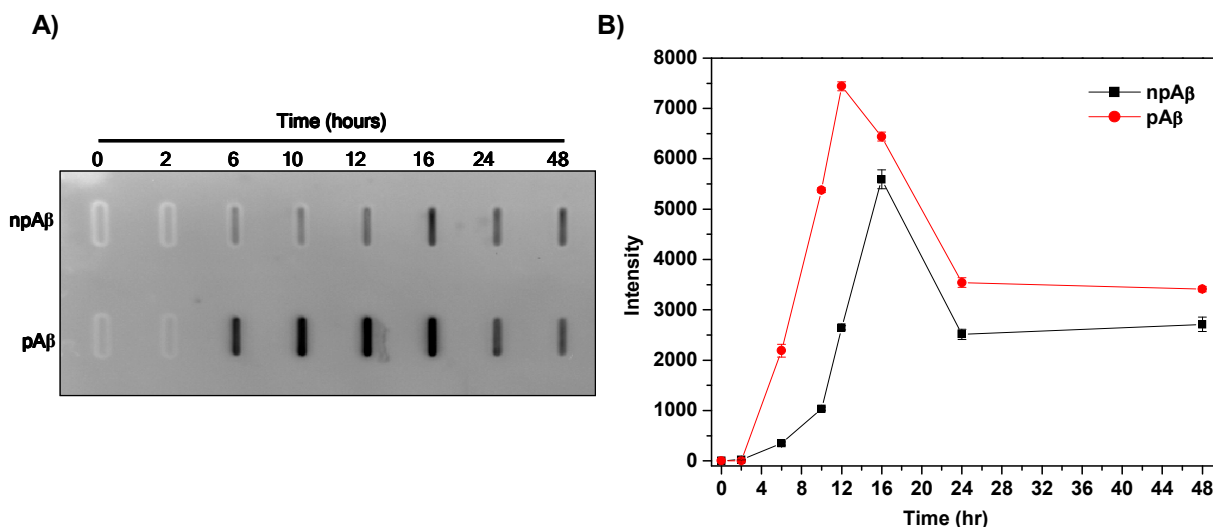 A)
Time (hours)
0 2 6 10 12 16 24 48
npAβ
pAβ
B)
8000
7000
6000
5000
4000
3000
2000
1000
0
Intensity
npAβ
pAβ
0 4 8 12 16 20 24 28 32 36 40 44 48
Time (hr)